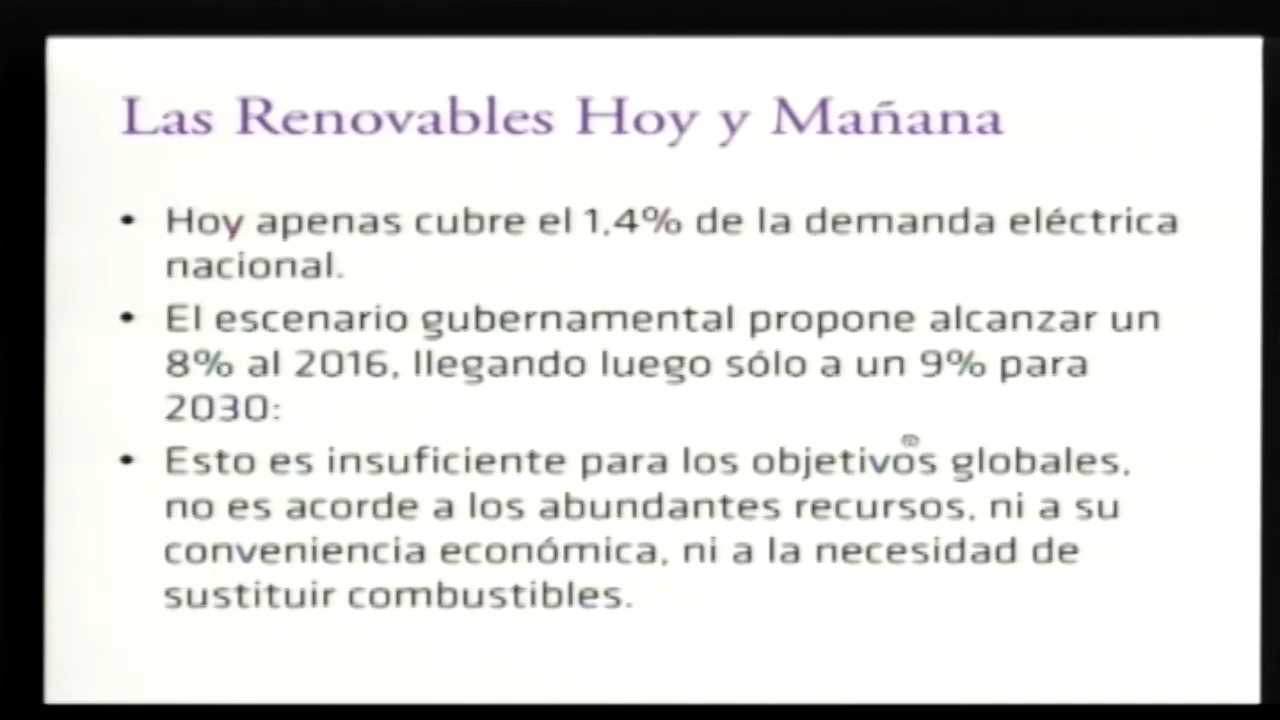 Las Renovables Hoy y Mañana
• Hoy apenas cubre el 1,4% de la demanda eléctrica
nacional.
• El escenario gubernamental propone alcanzar un
8% al 2016, llegando luego sólo a un 9% para
2030:
• Esto es insuficiente para los objetivos globales,
no es acorde a los abundantes recursos, ni a su
conveniencia económica, ni a la necesidad de
sustituir combustibles.